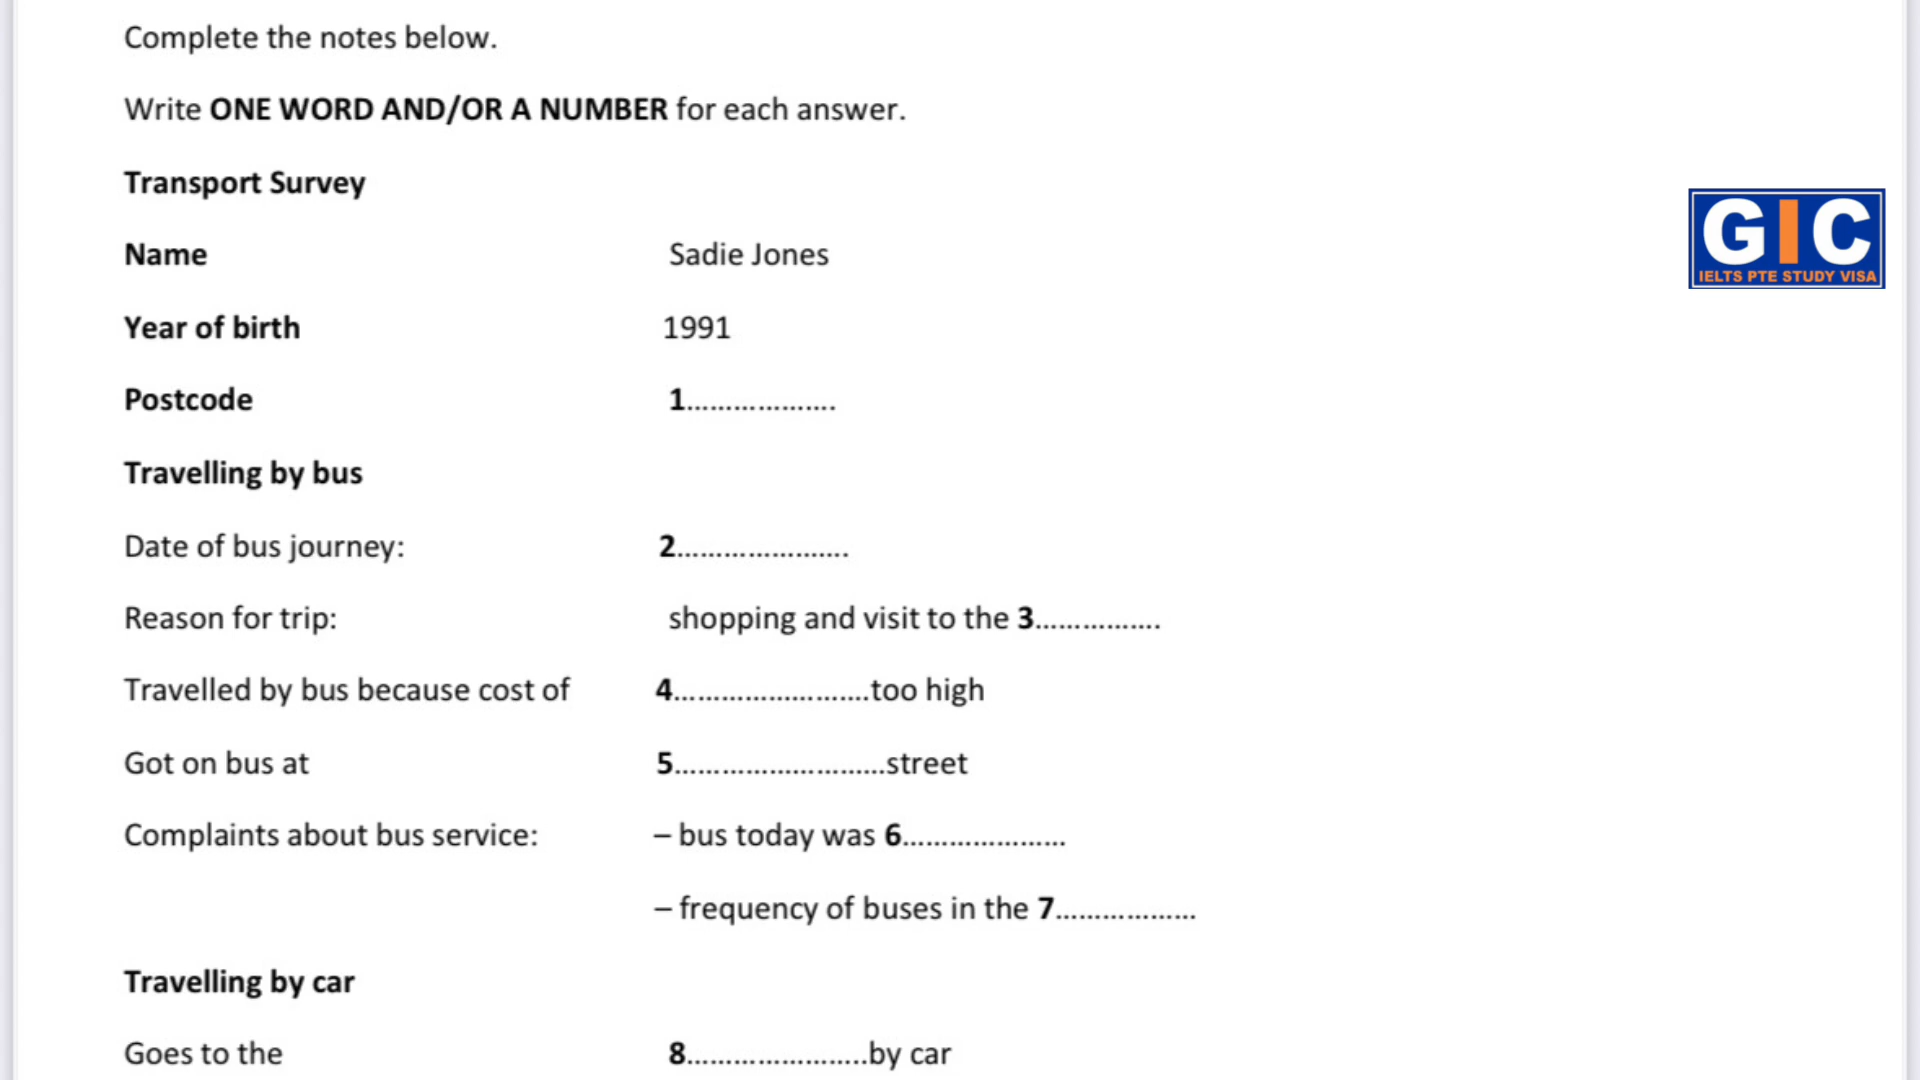 Complete the notes below.
Write ONE WORD AND/OR A NUMBER for each answer.
Transport Survey
Name Sadie Jones
Year of birth 1991
Postcode 1……………….
Travelling by bus
Date of bus journey: 2………………….
Reason for trip: shopping and visit to the 3…………….
Travelled by bus because cost of 4…………………….too high
Got on bus at 5………………………street
Complaints about bus service: – bus today was 6…………………
– frequency of buses in the 7………………
Travelling by car
Goes to the 8…………………..by car
GIC
IELTS PTE STUDY VISA